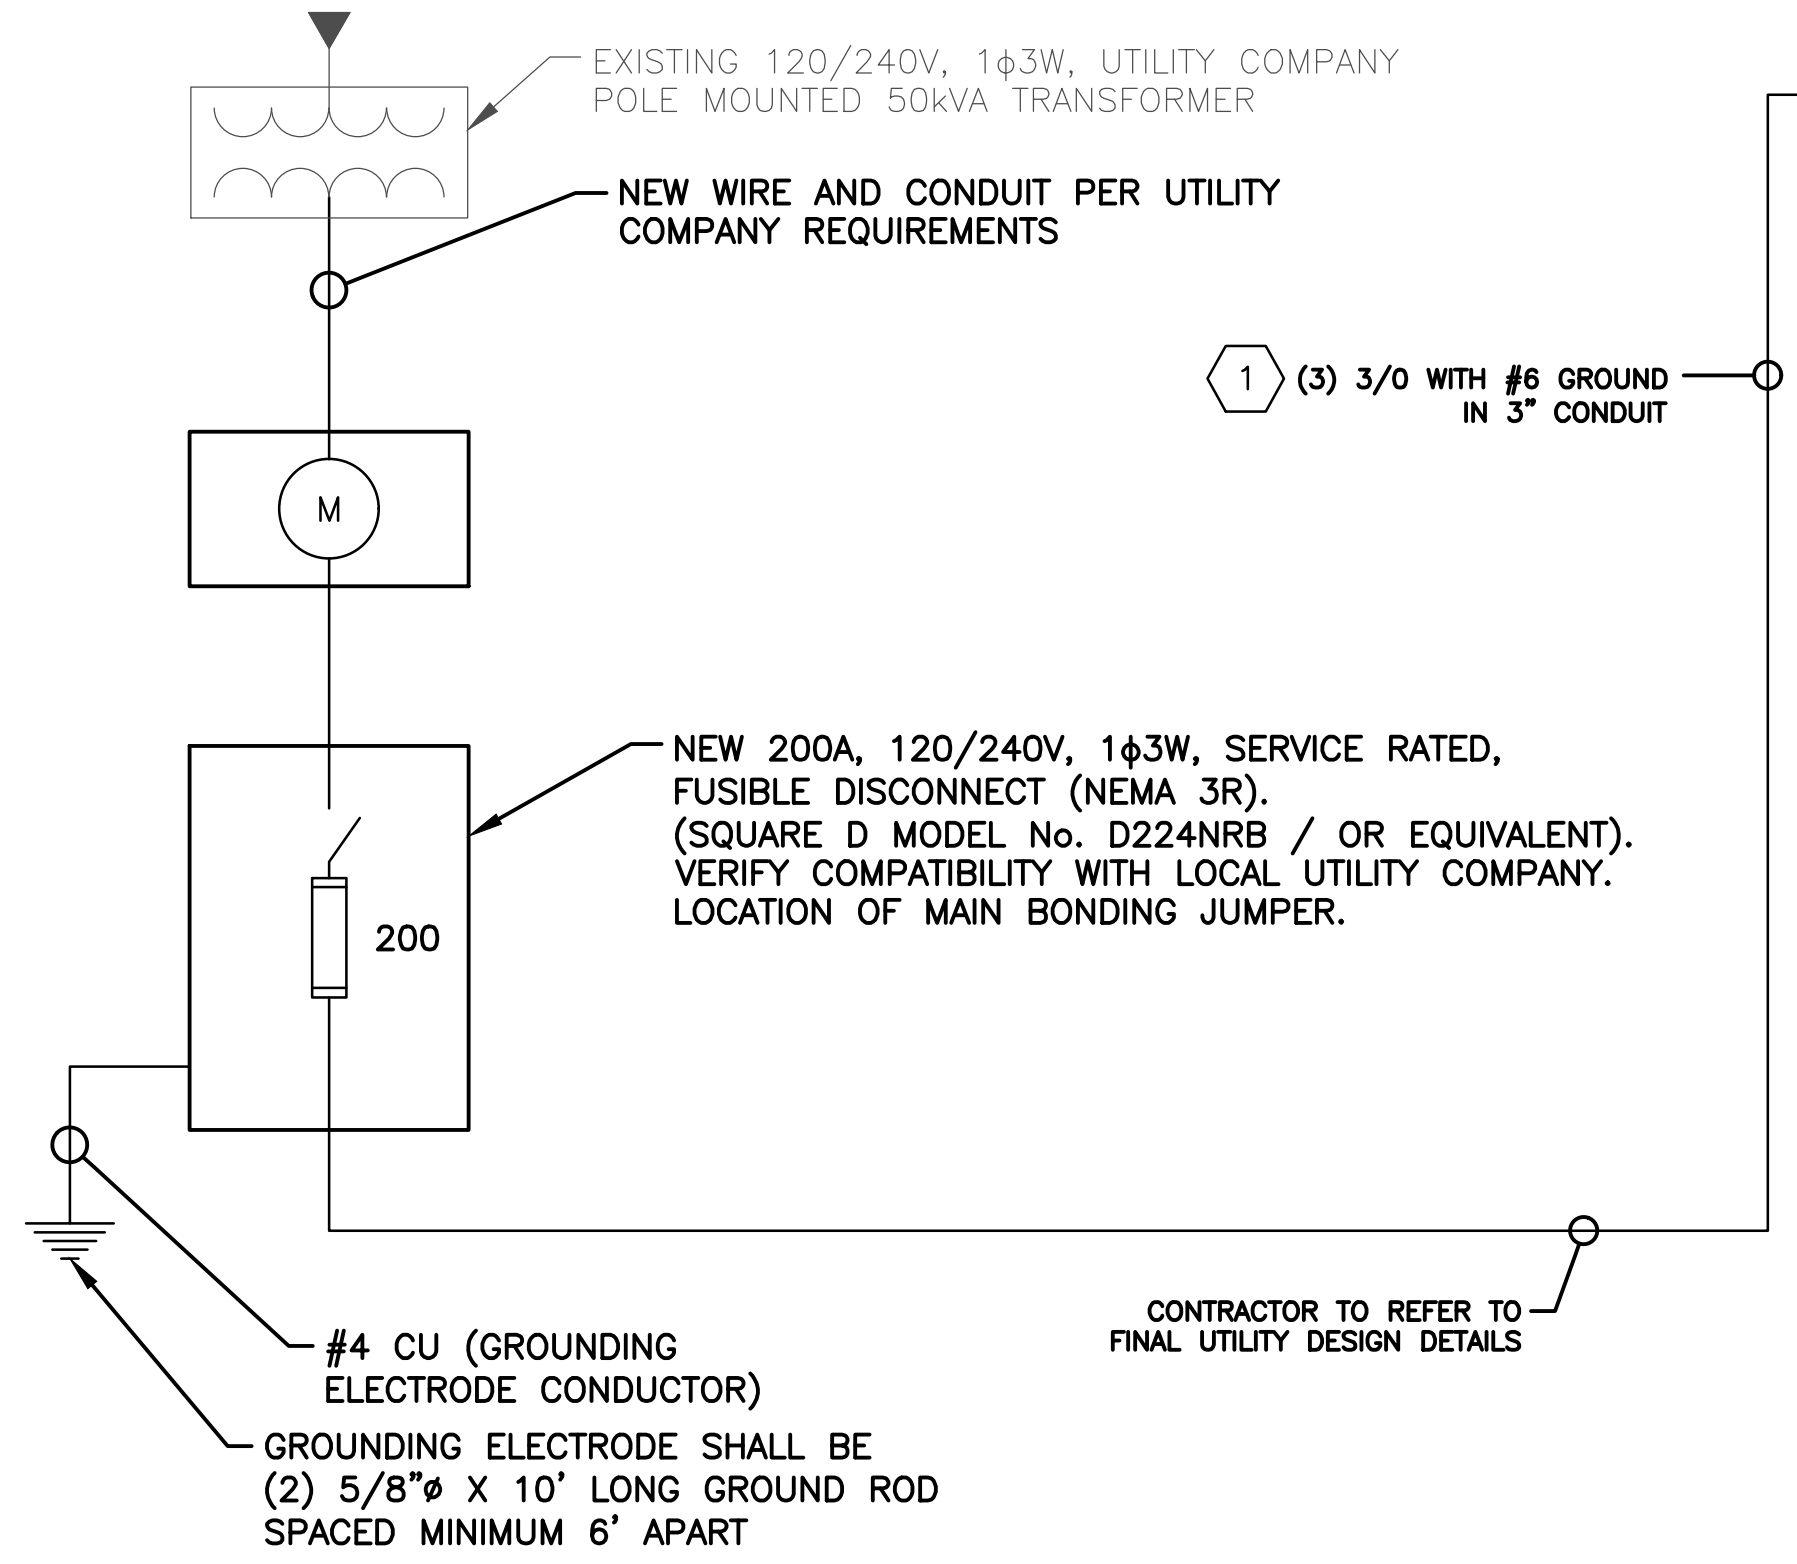 EXISTING 120/240V, 1ϕ3W, UTILITY COMPANY
POLE MOUNTED 50kVA TRANSFORMER
NEW WIRE AND CONDUIT PER UTILITY
COMPANY REQUIREMENTS
1
(3) 3/0 WITH #6 GROUND
IN 3" CONDUIT
M
NEW 200A, 120/240V, 1ϕ3W, SERVICE RATED,
FUSIBLE DISCONNECT (NEMA 3R).
(SQUARE D MODEL No. D224NRB / OR EQUIVALENT).
VERIFY COMPATIBILITY WITH LOCAL UTILITY COMPANY.
LOCATION OF MAIN BONDING JUMPER.
200
CONTRACTOR TO REFER TO
FINAL UTILITY DESIGN DETAILS
#4 CU (GROUNDING
ELECTRODE CONDUCTOR)
GROUNDING ELECTRODE SHALL BE
(2) 5/8"ø X 10' LONG GROUND ROD
SPACED MINIMUM 6' APART